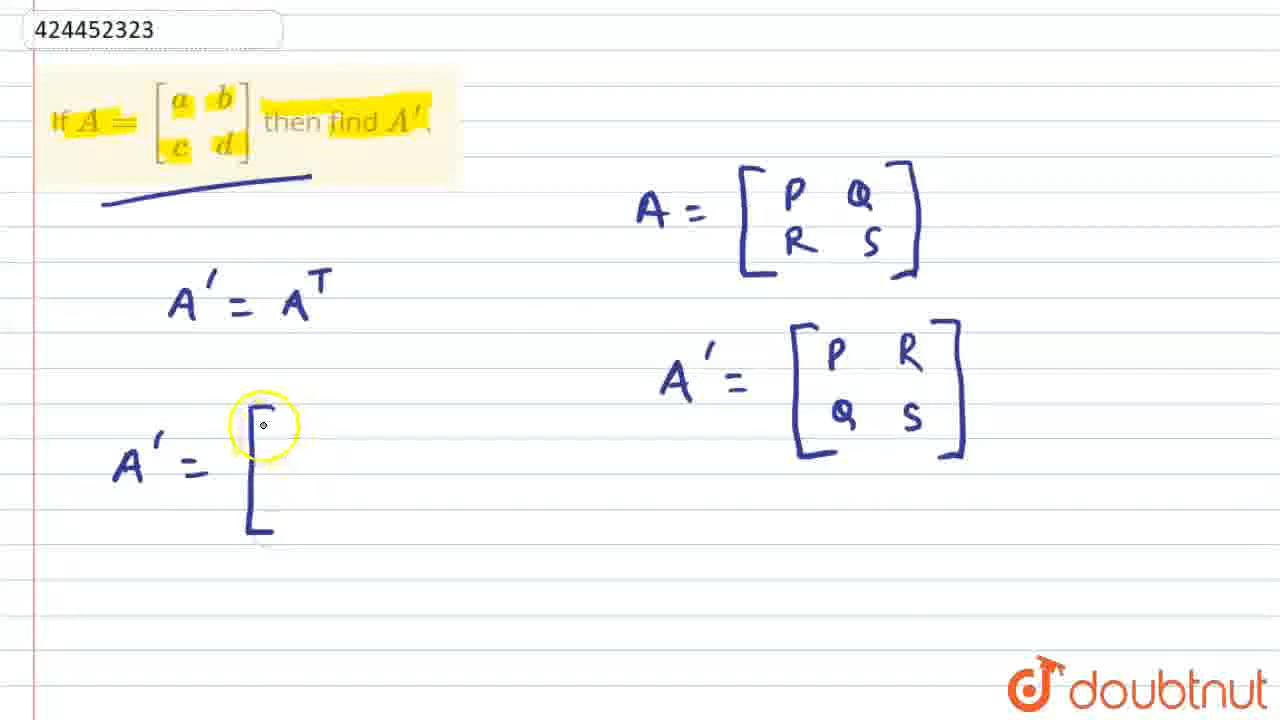 424452323
If A = [a b
c d] then find A′.
A = [P Q
R S]
A′ = A^T
A′ = [P R
Q S]
A′ = [
doubtnut